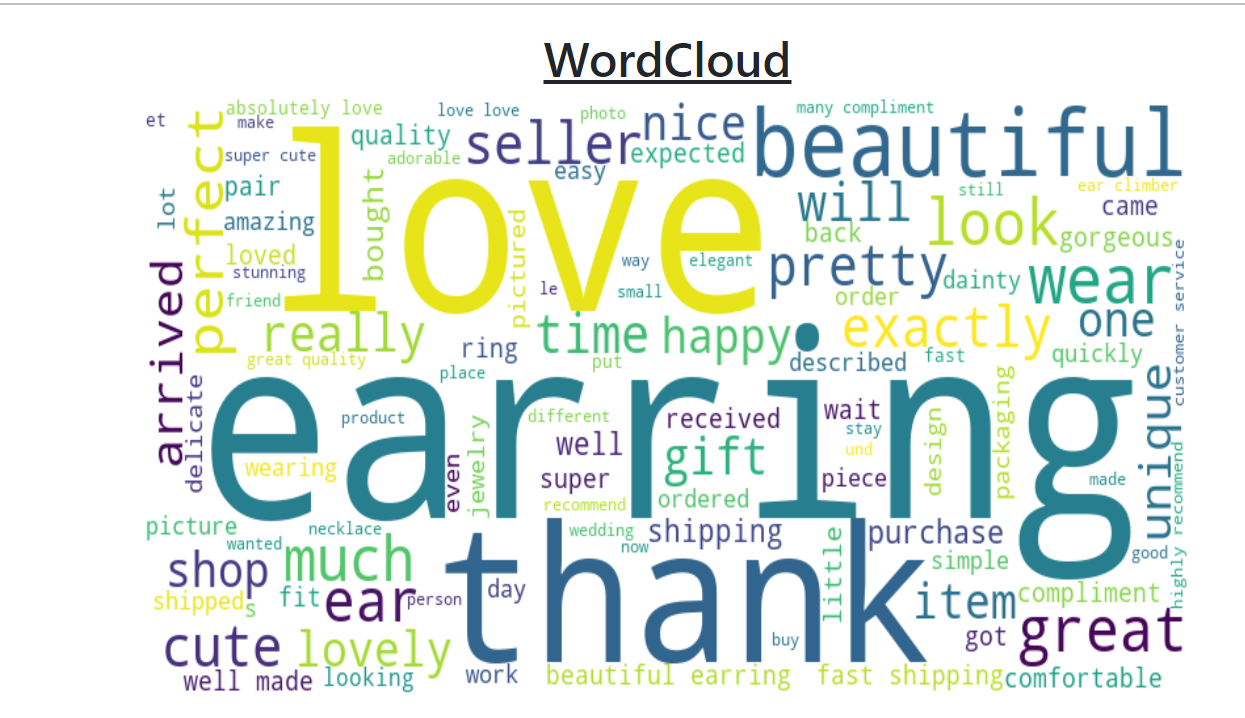 WordCloud
et
absolutely love
make
love love
photo
many compliment
perfect
quality
seller
nice
beautiful
super cute
adorable
expected
easy
love
pair
lot
bought
will
still
ear climber
amazing
pictured
back
look
came
loved
gorgeous
stunning
way
elegant
pretty
dainty
wear
customer service
arrived
friend
le
small
order
really
time
happy
exactly
one
great quality
ring
put
described
fast
quickly
place
delicate
earring
product
different
received
wait
packaging
unique
wearing
even
jewelry
well
gift
stay
design
und
super
piece
made
recommend
ordered
highly recommend
picture
necklace
wedding
shipping
purchase
wanted
now
little
good
shop
much
thank
simple
shipped
s
fit
ear
person
day
item
compliment
cute
lovely
buy
got
great
well made
looking
work
beautiful earring
fast shipping
comfortable